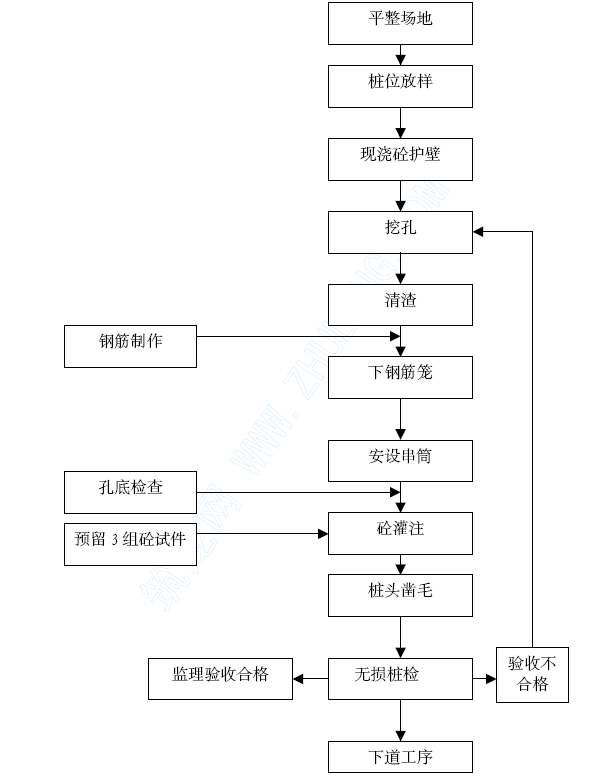 平整场地
桩位放样
现浇砼护壁
挖孔
清渣
钢筋制作
下钢筋笼
安设串筒
孔底检查
砼灌注
预留3组砼试件
桩头凿毛
监理验收合格
无损桩检
验收不
合格
下道工序